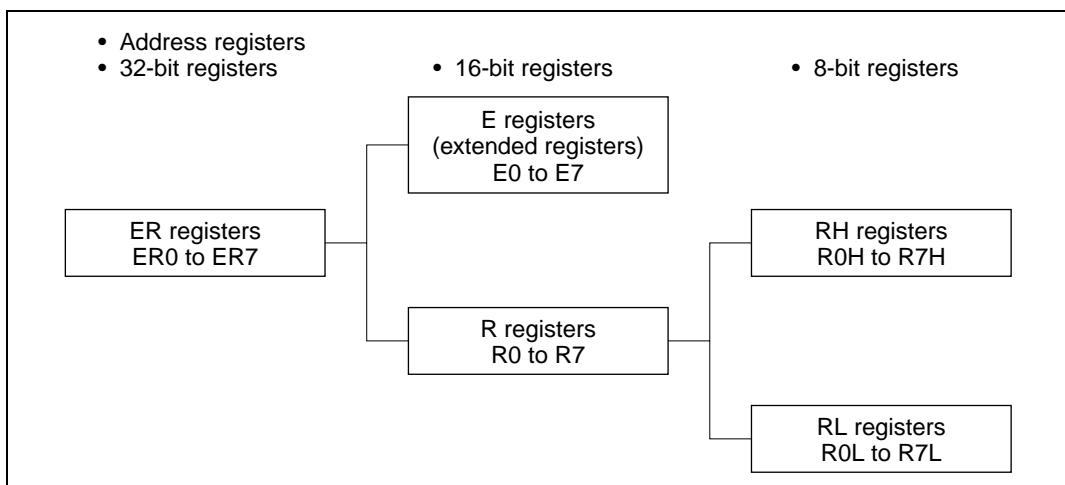 • Address registers
• 32-bit registers
• 16-bit registers
• 8-bit registers
E registers
(extended registers)
E0 to E7
ER registers
ER0 to ER7
RH registers
R0H to R7H
R registers
R0 to R7
RL registers
R0L to R7L